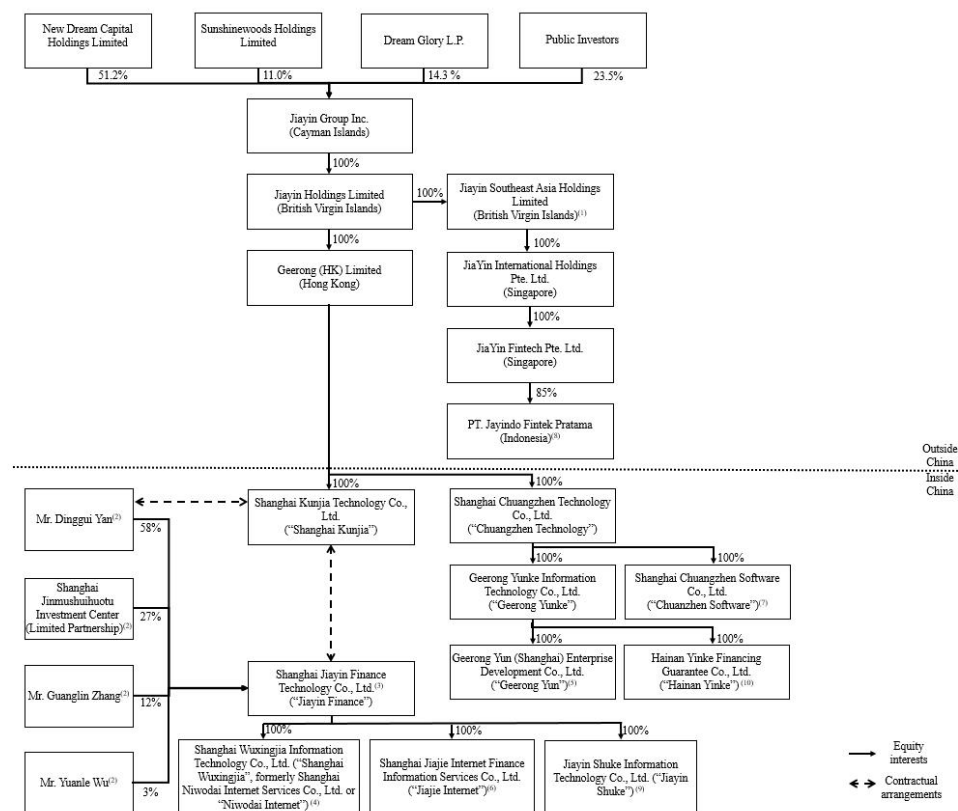 New Dream Capital
Holdings Limited
Sunshinewoods Holdings
Limited
Dream Glory L.P.
Public Investors
51.2%
11.0%
14.3 %
23.5%
Jiayin Group Inc.
(Cayman Islands)
100%
Jiayin Holdings Limited
(British Virgin Islands)
100%
Jiayin Southeast Asia Holdings
Limited
(British Virgin Islands)(1)
100%
100%
Geerong (HK) Limited
(Hong Kong)
JiaYin International Holdings
Pte. Ltd.
(Singapore)
100%
JiaYin Fintech Pte. Ltd.
(Singapore)
85%
PT. Jayindo Fintek Pratama
(Indonesia)(8)
Outside
China
Inside
China
100%
100%
Mr. Dinggui Yan(2)
58%
Shanghai Kunjia Technology Co.,
Ltd.
("Shanghai Kunjia")
Shanghai Chuangzhen Technology
Co., Ltd.
("Chuangzhen Technology")
100%
100%
Shanghai
Jinmushuihuotu
Investment Center
(Limited Partnership)(2)
27%
Geerong Yunke Information
Technology Co., Ltd.
("Geerong Yunke")
Shanghai Chuangzhen Software
Co., Ltd.
("Chuanzhen Software")(7)
100%
100%
Mr. Guanglin Zhang(2)
12%
Shanghai Jiayin Finance
Technology Co., Ltd.(3)
("Jiayin Finance")
Geerong Yun (Shanghai) Enterprise
Development Co., Ltd.
("Geerong Yun")(5)
Hainan Yinke Financing
Guarantee Co., Ltd.
("Hainan Yinke")(10)
100%
100%
100%
Mr. Yuanle Wu(2)
3%
Shanghai Wuxingjia Information
Technology Co., Ltd. ("Shanghai
Wuxingjia", formerly Shanghai
Niwodai Internet Services Co., Ltd. or
"Niwodai Internet")(4)
Shanghai Jiajie Internet Finance
Information Services Co., Ltd.
("Jiajie Internet")(6)
Jiayin Shuke Information
Technology Co., Ltd. ("Jiayin
Shuke")(9)
Equity
interests
Contractual
arrangements